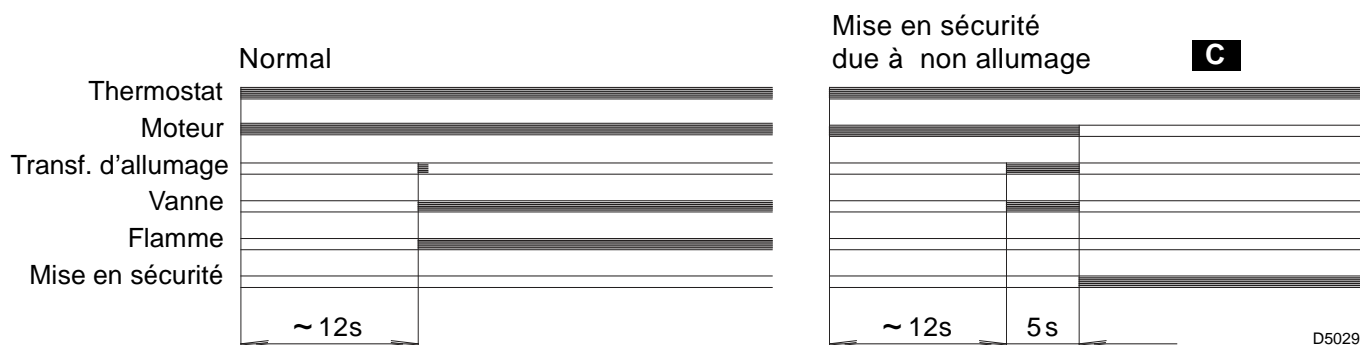 Normal
Mise en sécurité
due à non allumage
C
Thermostat
Moteur
Transf. d'allumage
Vanne
Flamme
Mise en sécurité
~ 12s
~ 12s
5s
D5029